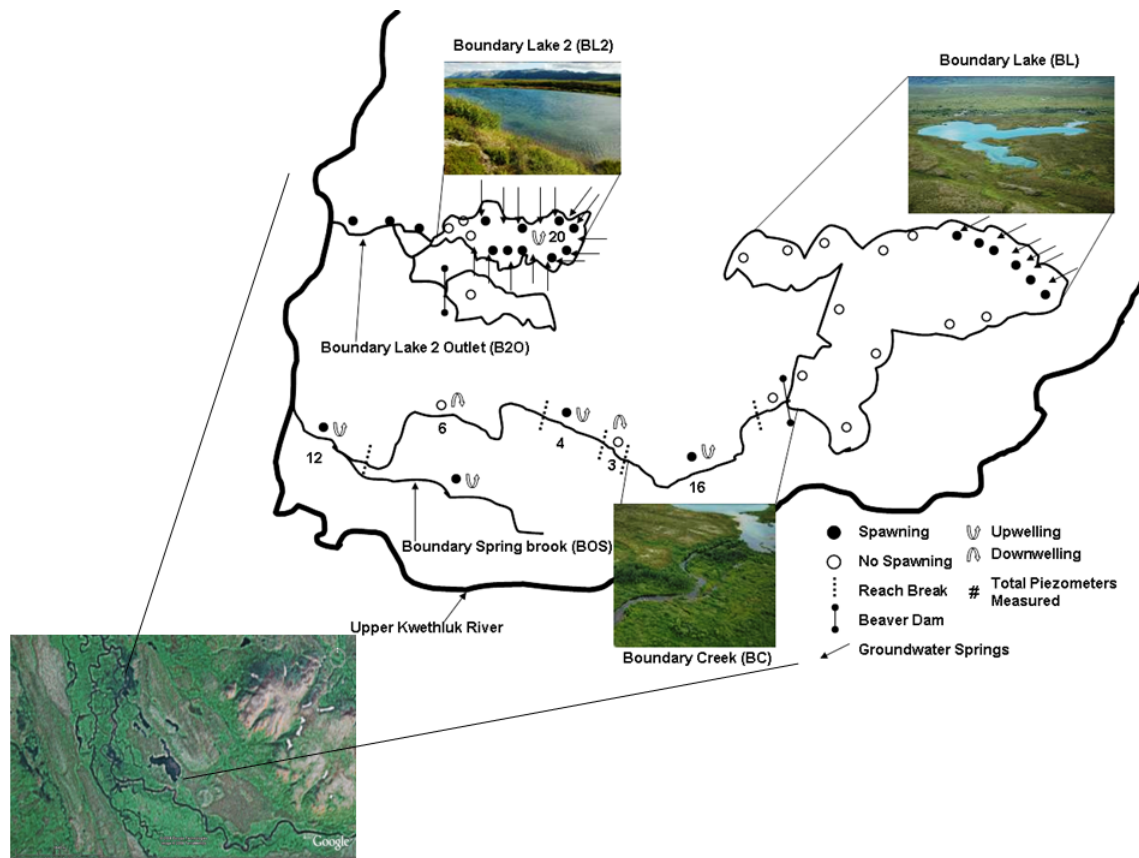 Boundary Lake 2 (BL2)
Boundary Lake (BL)
20
Boundary Lake 2 Outlet (B2O)
6
4
12
3
16
Boundary Spring brook (BOS)
Upper Kwethluk River
Boundary Creek (BC)
Spawning
No Spawning
Reach Break
Beaver Dam
Groundwater Springs
Upwelling
Downwelling
# Total Piezometers
Measured
Google